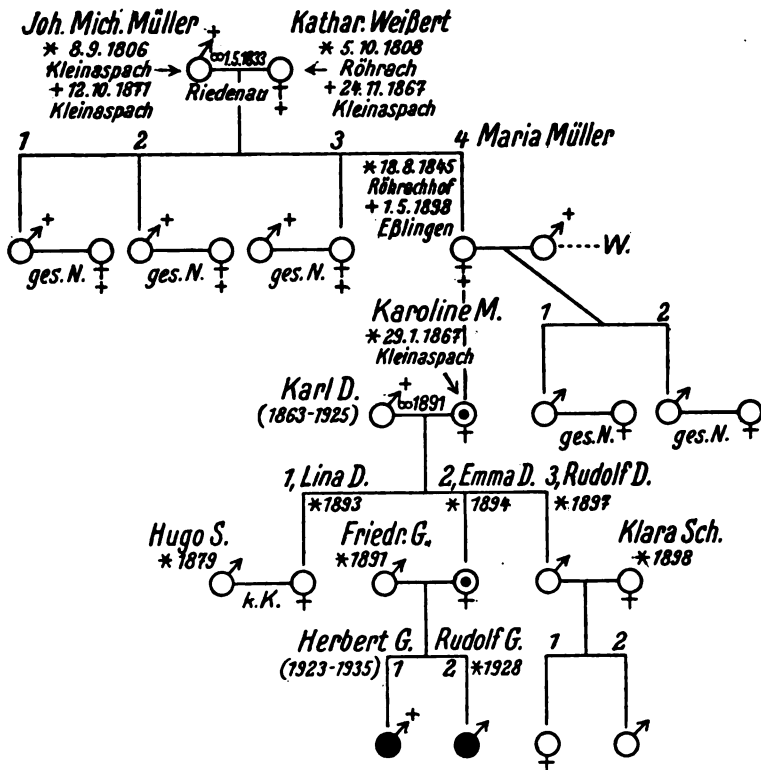 Joh. Mich. Müller
* 8.9.1806
Kleinaspach
+ 12.10.1871
Kleinaspach
∞ 1.5.1833
Riedenau
Kathar. Weißert
* 5.10.1808
Röhrach
+ 24.11.1867
Kleinaspach
1 2 3 4 Maria Müller
* 18.8.1845
Röhrachhof
+ 1.5.1898
Eßlingen
ges. N. ges. N. ges. N.
W.
Karoline M.
* 29.1.1867
Kleinaspach
1 2
Karl D.
(1863-1925)
∞ 1891
ges. N. ges. N.
1, Lina D. 2, Emma D. 3, Rudolf D.
* 1893 * 1894 * 1897
Hugo S.
* 1879
Friedr. G.
* 1891
Klara Sch.
* 1898
k. K.
Herbert G. Rudolf G.
(1923-1935) 1 2 * 1928
1 2